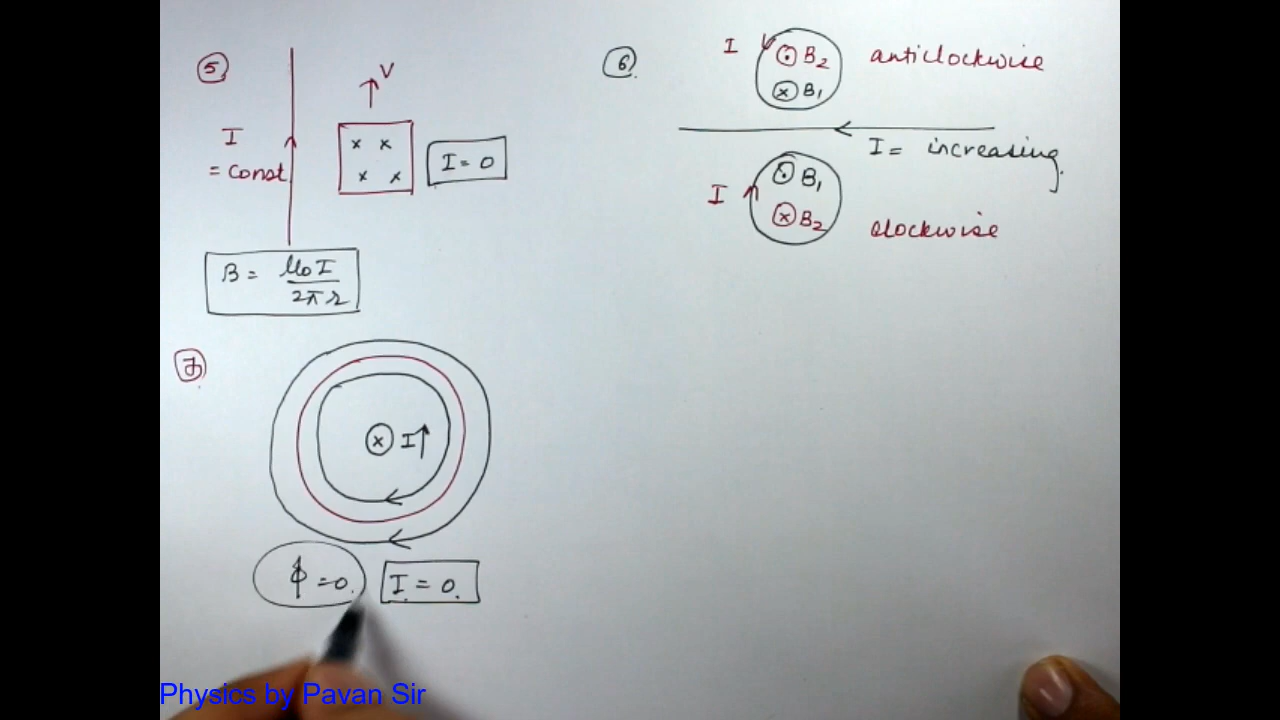 5
V
I
= const
x x
x x
I = 0
B = μ₀I / 2πr
6
I
⊙ B₂
anticlockwise
⊗ B₁
I = increasing
⊙ B₁
I
⊗ B₂
clockwise
7
⊗ I↑
ϕ = 0.
I = 0.
Physics by Pavan Sir